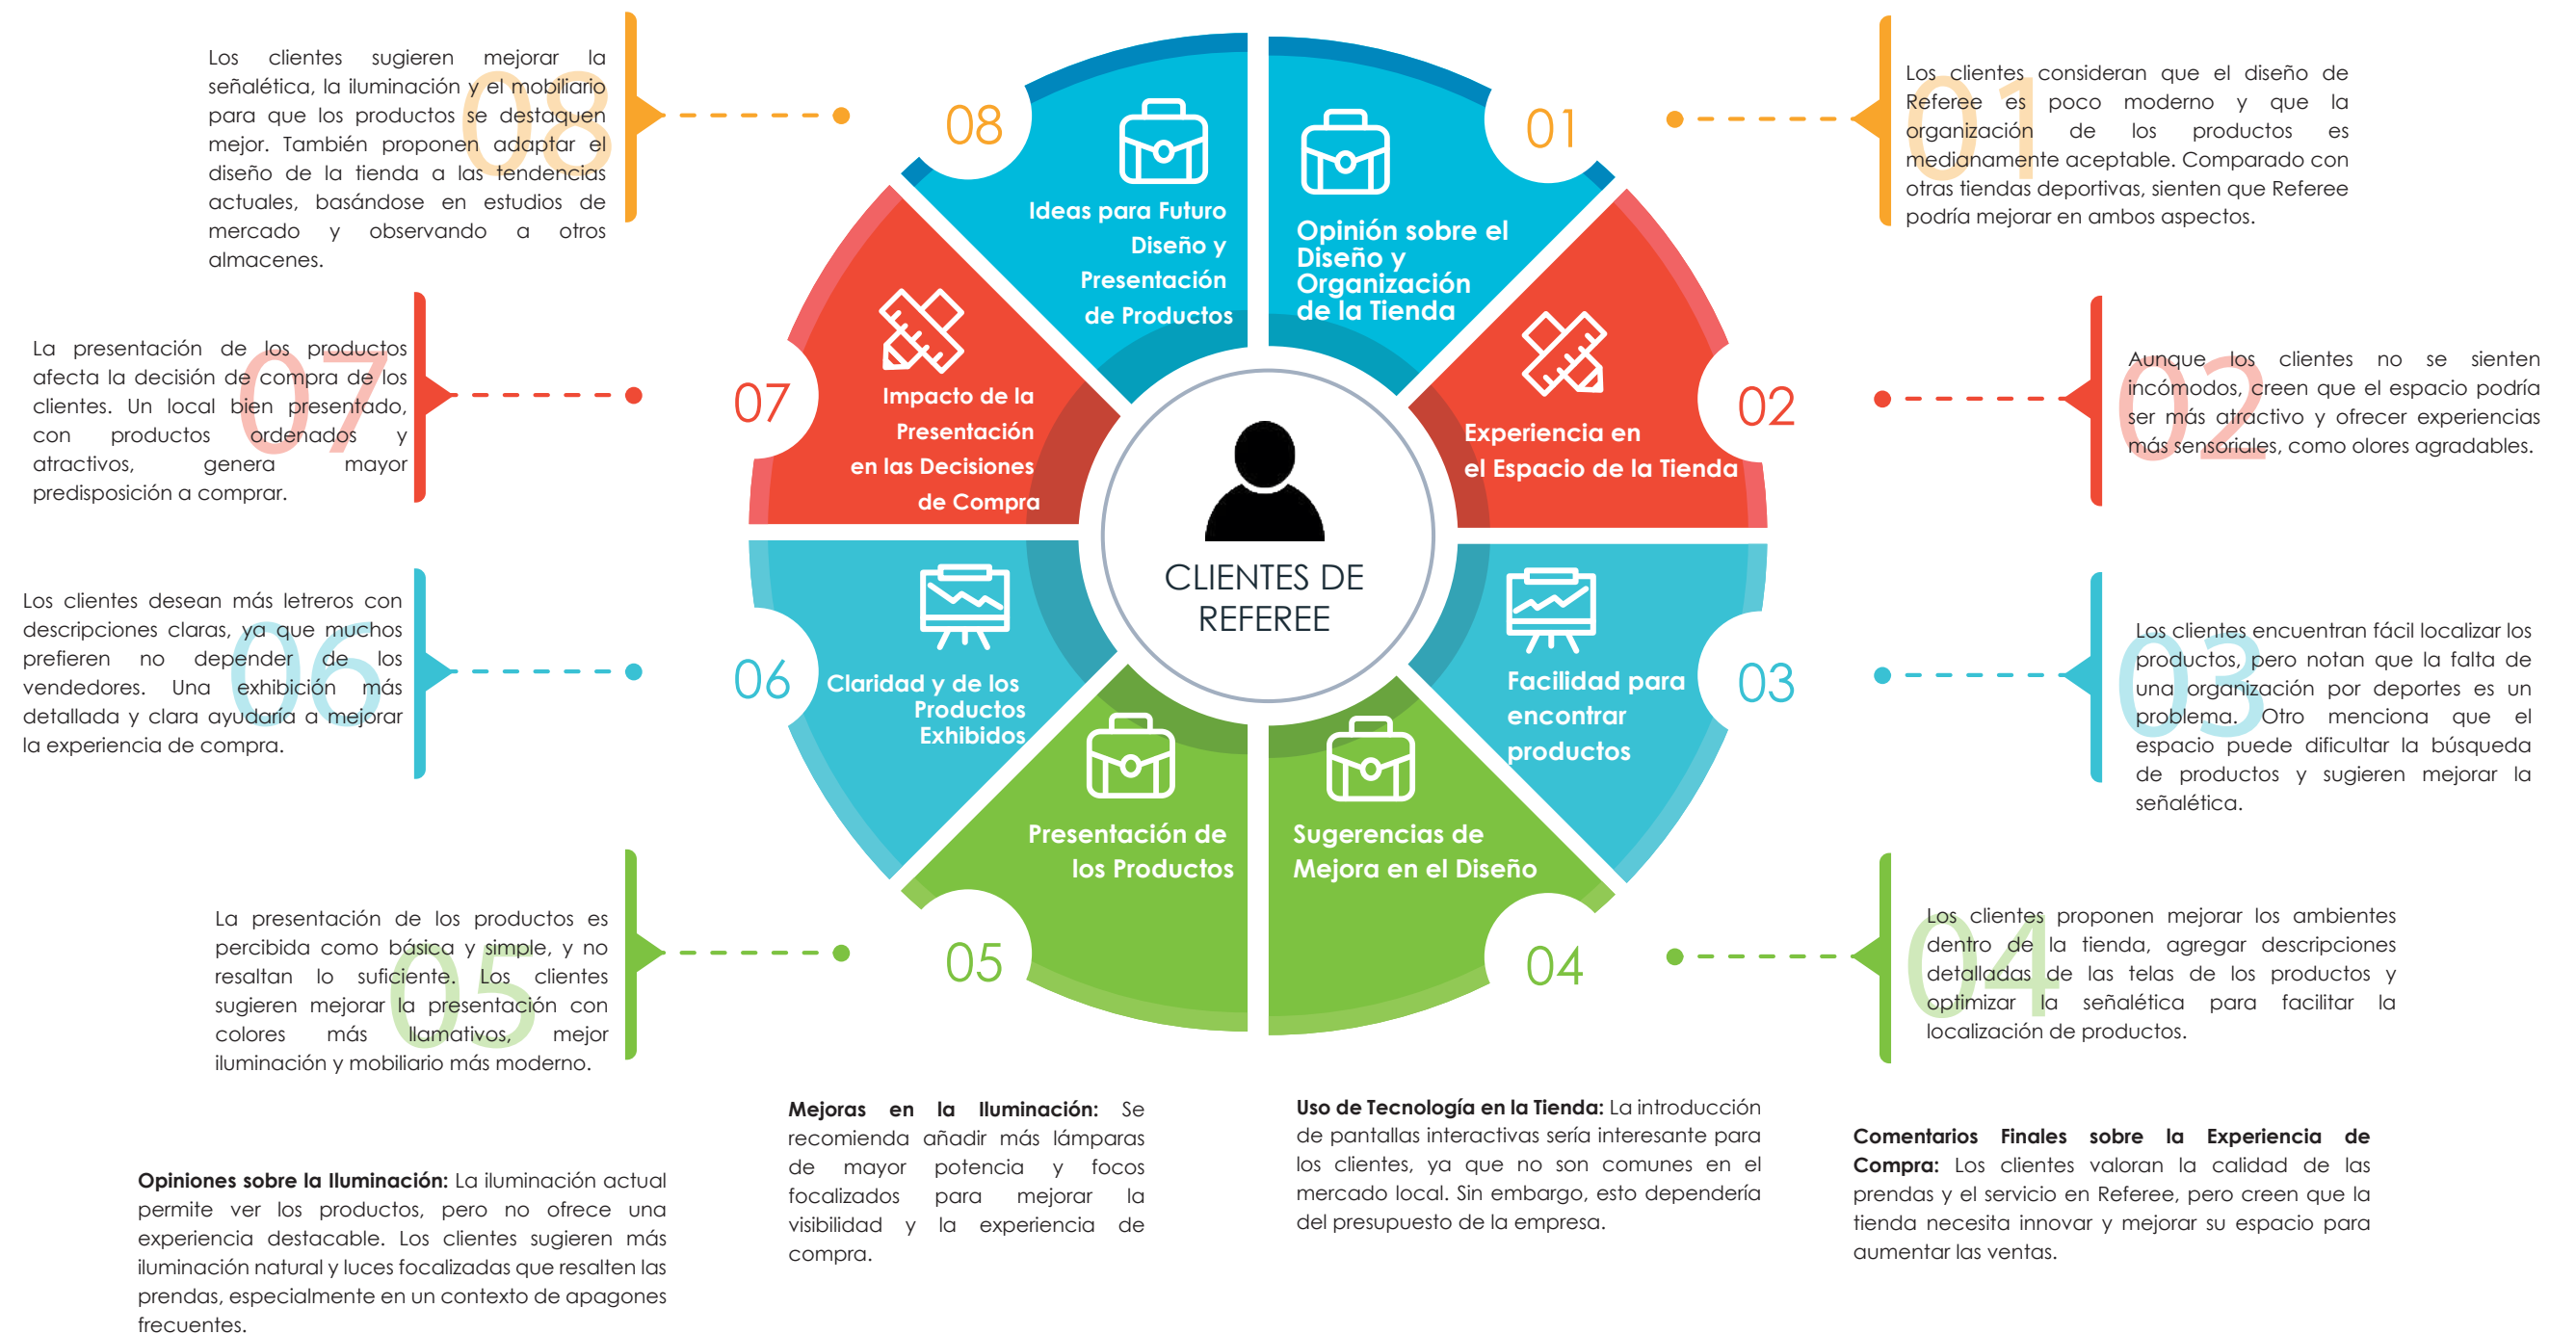 CLIENTES DE
REFEREE
01
Opinión sobre el
Diseño y
Organización
de la Tienda
01
Los clientes consideran que el diseño de
Referee es poco moderno y que la
organización de los productos es
medianamente aceptable. Comparado con
otras tiendas deportivas, sienten que Referee
podría mejorar en ambos aspectos.
02
Experiencia en
el Espacio de la Tienda
02
Aunque los clientes no se sienten
incómodos, creen que el espacio podría
ser más atractivo y ofrecer experiencias
más sensoriales, como olores agradables.
03
Facilidad para
encontrar
productos
03
Los clientes encuentran fácil localizar los
productos, pero notan que la falta de
una organización por deportes es un
problema. Otro menciona que el
espacio puede dificultar la búsqueda
de productos y sugieren mejorar la
señalética.
04
Sugerencias de
Mejora en el Diseño
04
Los clientes proponen mejorar los ambientes
dentro de la tienda, agregar descripciones
detalladas de las telas de los productos y
optimizar la señalética para facilitar la
localización de productos.
05
Presentación de
los Productos
05
La presentación de los productos es
percibida como básica y simple, y no
resaltan lo suficiente. Los clientes
sugieren mejorar la presentación con
colores más llamativos, mejor
iluminación y mobiliario más moderno.
06
Claridad y de los
Productos
Exhibidos
06
Los clientes desean más letreros con
descripciones claras, ya que muchos
prefieren no depender de los
vendedores. Una exhibición más
detallada y clara ayudaría a mejorar
la experiencia de compra.
07
Impacto de la
Presentación
en las Decisiones
de Compra
07
La presentación de los productos
afecta la decisión de compra de los
clientes. Un local bien presentado,
con productos ordenados y
atractivos, genera mayor
predisposición a comprar.
08
Ideas para Futuro
Diseño y
Presentación
de Productos
08
Los clientes sugieren mejorar la
señalética, la iluminación y el mobiliario
para que los productos se destaquen
mejor. También proponen adaptar el
diseño de la tienda a las tendencias
actuales, basándose en estudios de
mercado y observando a otros
almacenes.
Opiniones sobre la Iluminación: La iluminación actual
permite ver los productos, pero no ofrece una
experiencia destacable. Los clientes sugieren más
iluminación natural y luces focalizadas que resalten las
prendas, especialmente en un contexto de apagones
frecuentes.
Mejoras en la Iluminación: Se
recomienda añadir más lámparas
de mayor potencia y focos
focalizados para mejorar la
visibilidad y la experiencia de
compra.
Uso de Tecnología en la Tienda: La introducción
de pantallas interactivas sería interesante para
los clientes, ya que no son comunes en el
mercado local. Sin embargo, esto dependería
del presupuesto de la empresa.
Comentarios Finales sobre la Experiencia de
Compra: Los clientes valoran la calidad de las
prendas y el servicio en Referee, pero creen que la
tienda necesita innovar y mejorar su espacio para
aumentar las ventas.